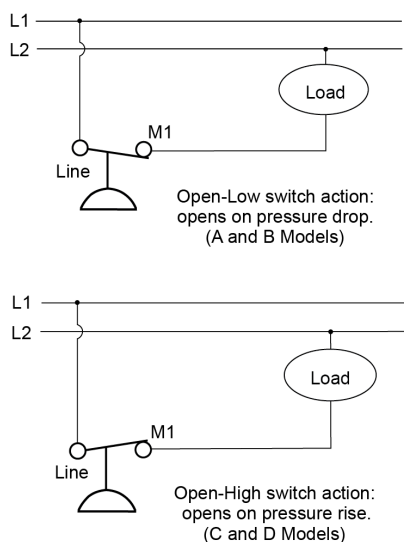 L1
L2
Load
M1
Line
Open-Low switch action:
opens on pressure drop.
(A and B Models)
L1
L2
Load
M1
Line
Open-High switch action:
opens on pressure rise.
(C and D Models)